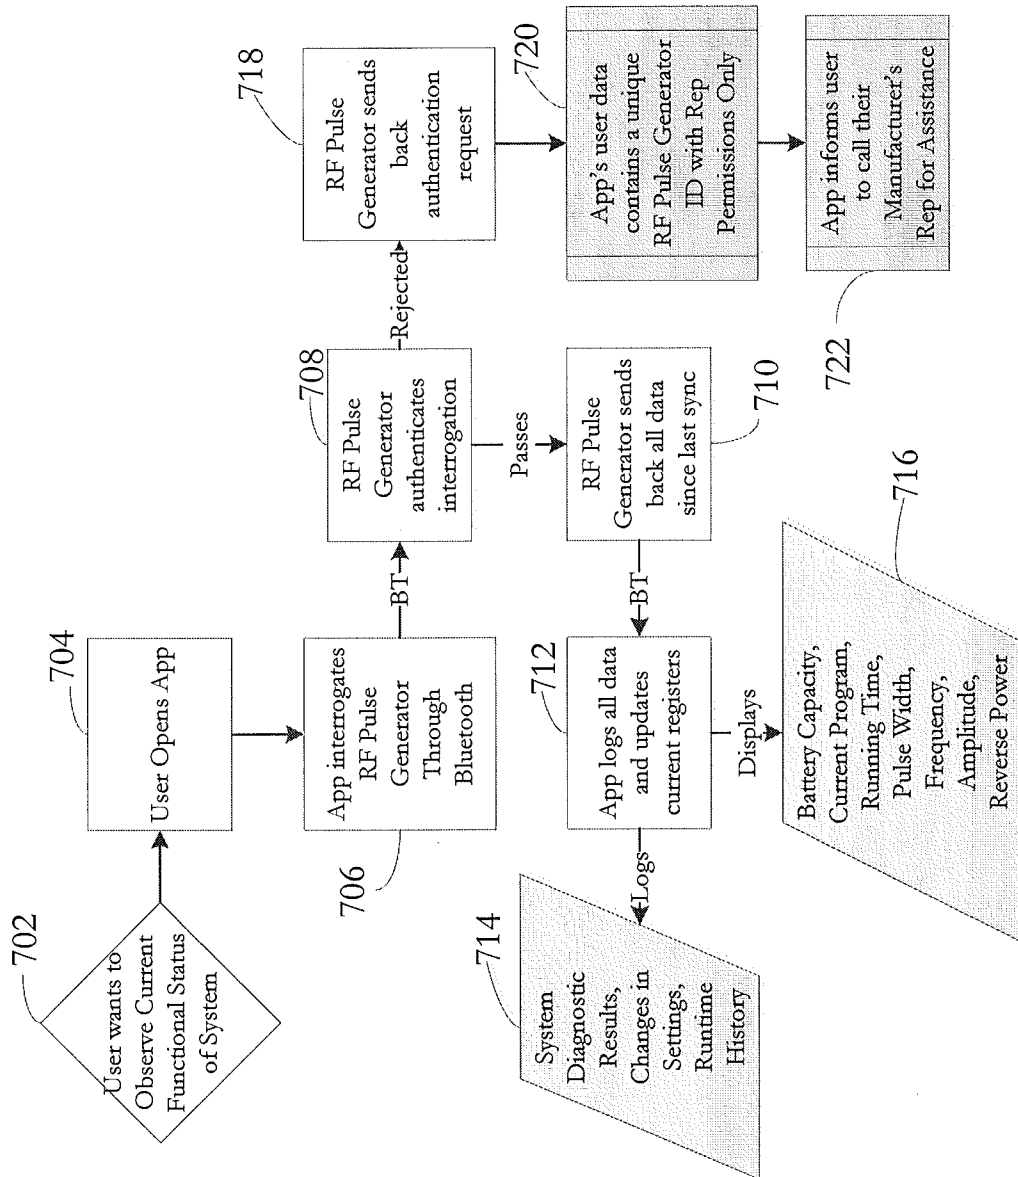 702
User wants to
Observe Current
Functional Status
of System
704
User Opens App
706
App interrogates
RF Pulse
Generator
Through
Bluetooth
BT
708
RF Pulse
Generator
authenticates
interrogation
Rejected
718
RF Pulse
Generator sends
back
authentication
request
720
App's user data
contains a unique
RF Pulse Generator
ID with Rep
Permissions Only
722
App informs user
to call their
Manufacturer's
Rep for Assistance
Passes
710
RF Pulse
Generator sends
back all data
since last sync
BT
712
App logs all data
and updates
current registers
Logs
714
System
Diagnostic
Results,
Changes in
Settings,
Runtime
History
Displays
716
Battery Capacity,
Current Program,
Running Time,
Pulse Width,
Frequency,
Amplitude,
Reverse Power